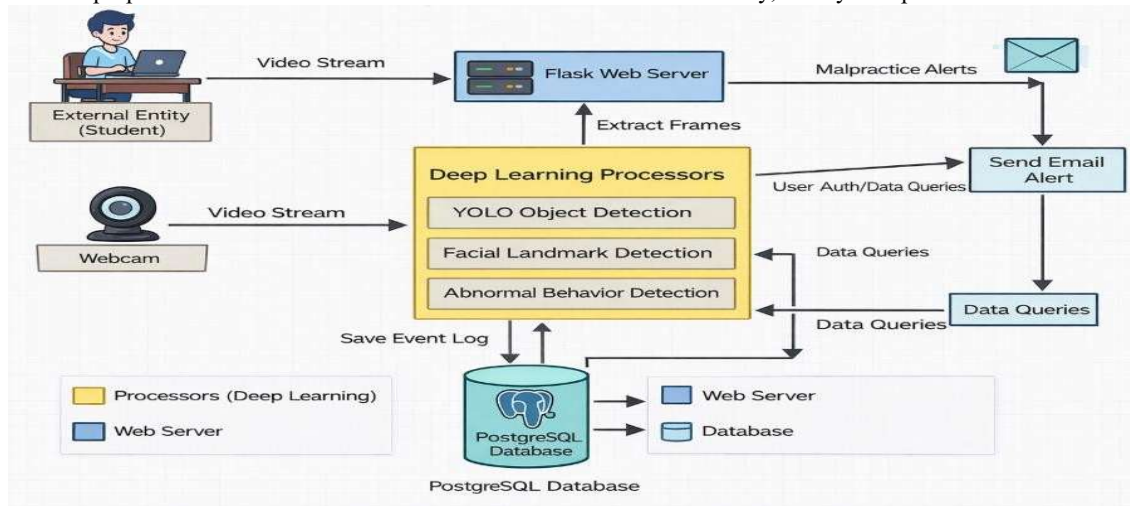 Video Stream
Flask Web Server
Malpractice Alerts
External Entity
(Student)
Extract Frames
Deep Learning Processors
Send Email
Alert
User Auth/Data Queries
YOLO Object Detection
Video Stream
Facial Landmark Detection
Data Queries
Webcam
Abnormal Behavior Detection
Data Queries
Data Queries
Save Event Log
Processors (Deep Learning)
Web Server
PostgreSQL
Database
Web Server
Database
PostgreSQL Database